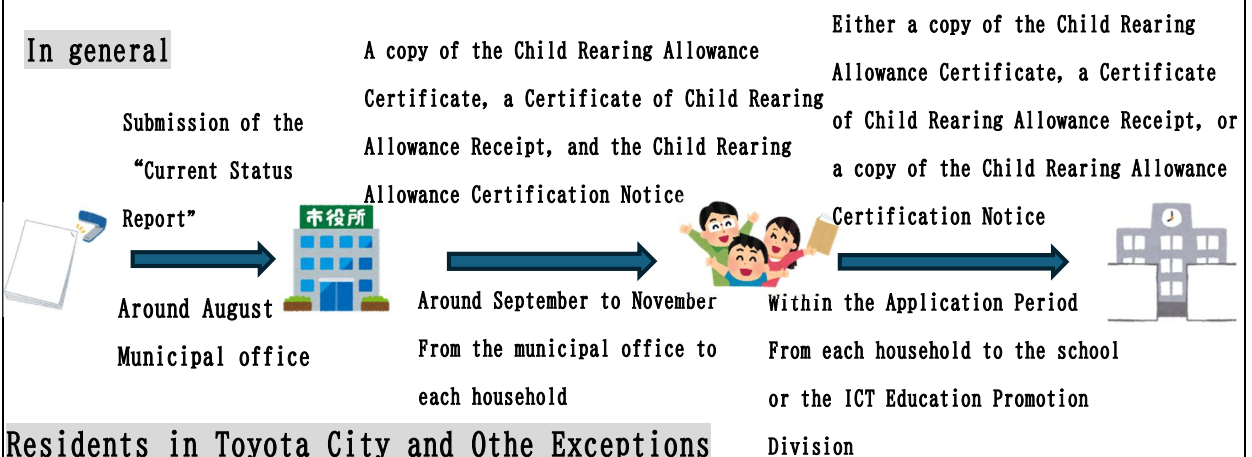 In general
Submission of the
“Current Status
Report”
Around August
Municipal office
市役所
A copy of the Child Rearing Allowance
Certificate, a Certificate of Child Rearing
Allowance Receipt, and the Child Rearing
Allowance Certification Notice
Around September to November
From the municipal office to
each household
Either a copy of the Child Rearing
Allowance Certificate, a Certificate
of Child Rearing Allowance Receipt, or
a copy of the Child Rearing Allowance
Certification Notice
Within the Application Period
From each household to the school
or the ICT Education Promotion
Division
Residents in Toyota City and Othe Exceptions